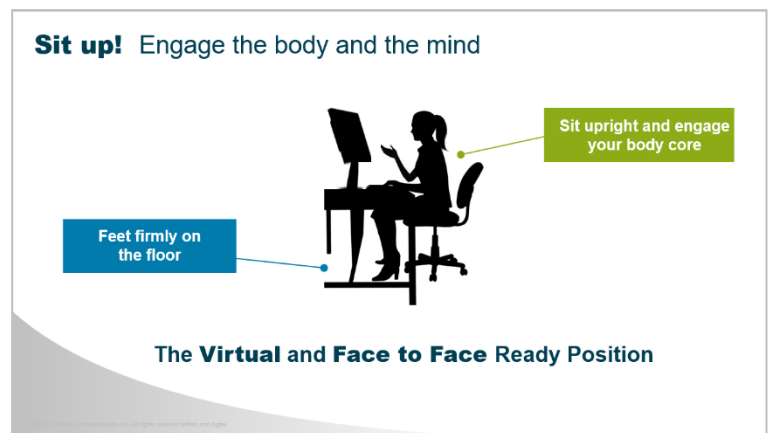 Sit up! Engage the body and the mind
Sit upright and engage
your body core
Feet firmly on
the floor
The Virtual and Face to Face Ready Position